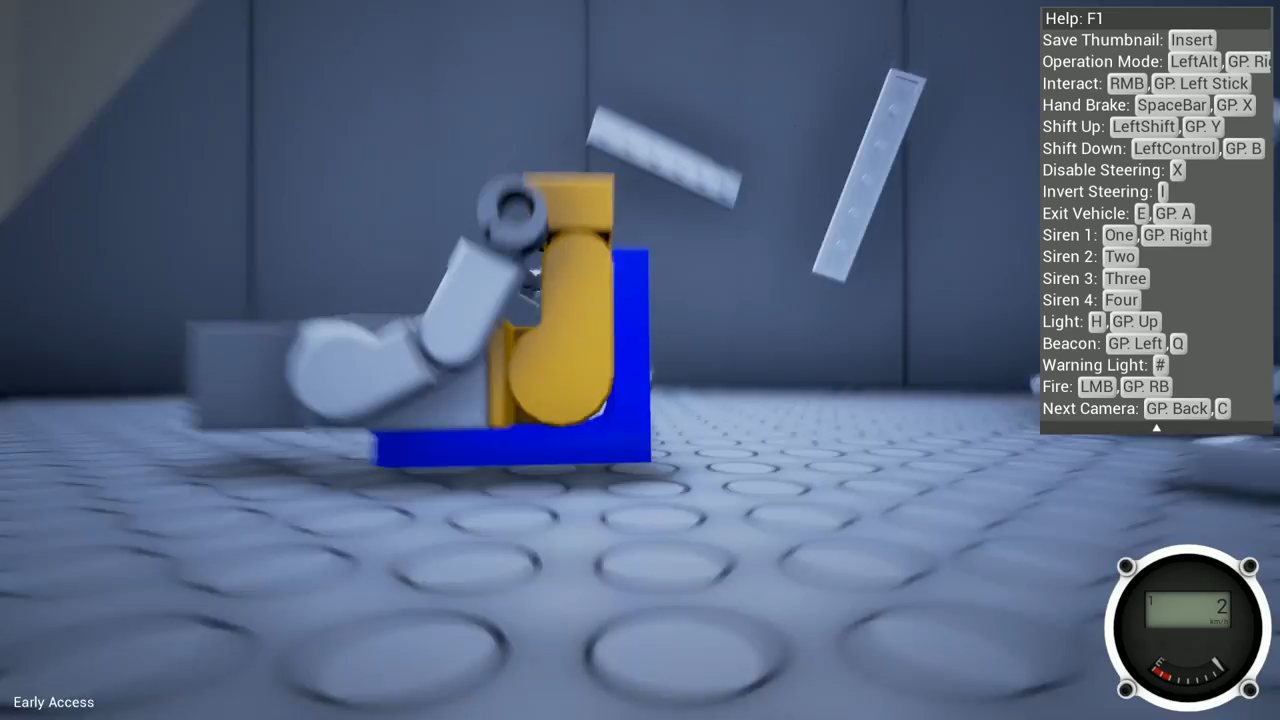 Help: F1
Save Thumbnail: Insert
Operation Mode: LeftAlt, GP. Rig
Interact: RMB, GP. Left Stick
Hand Brake: SpaceBar, GP. X
Shift Up: LeftShift, GP. Y
Shift Down: LeftControl, GP. B
Disable Steering: X
Invert Steering: I
Exit Vehicle: E, GP. A
Siren 1: One, GP. Right
Siren 2: Two
Siren 3: Three
Siren 4: Four
Light: H, GP. Up
Beacon: GP. Left, Q
Warning Light: #
Fire: LMB, GP. RB
Next Camera: GP. Back, C
1 2
km/h
E
Early Access